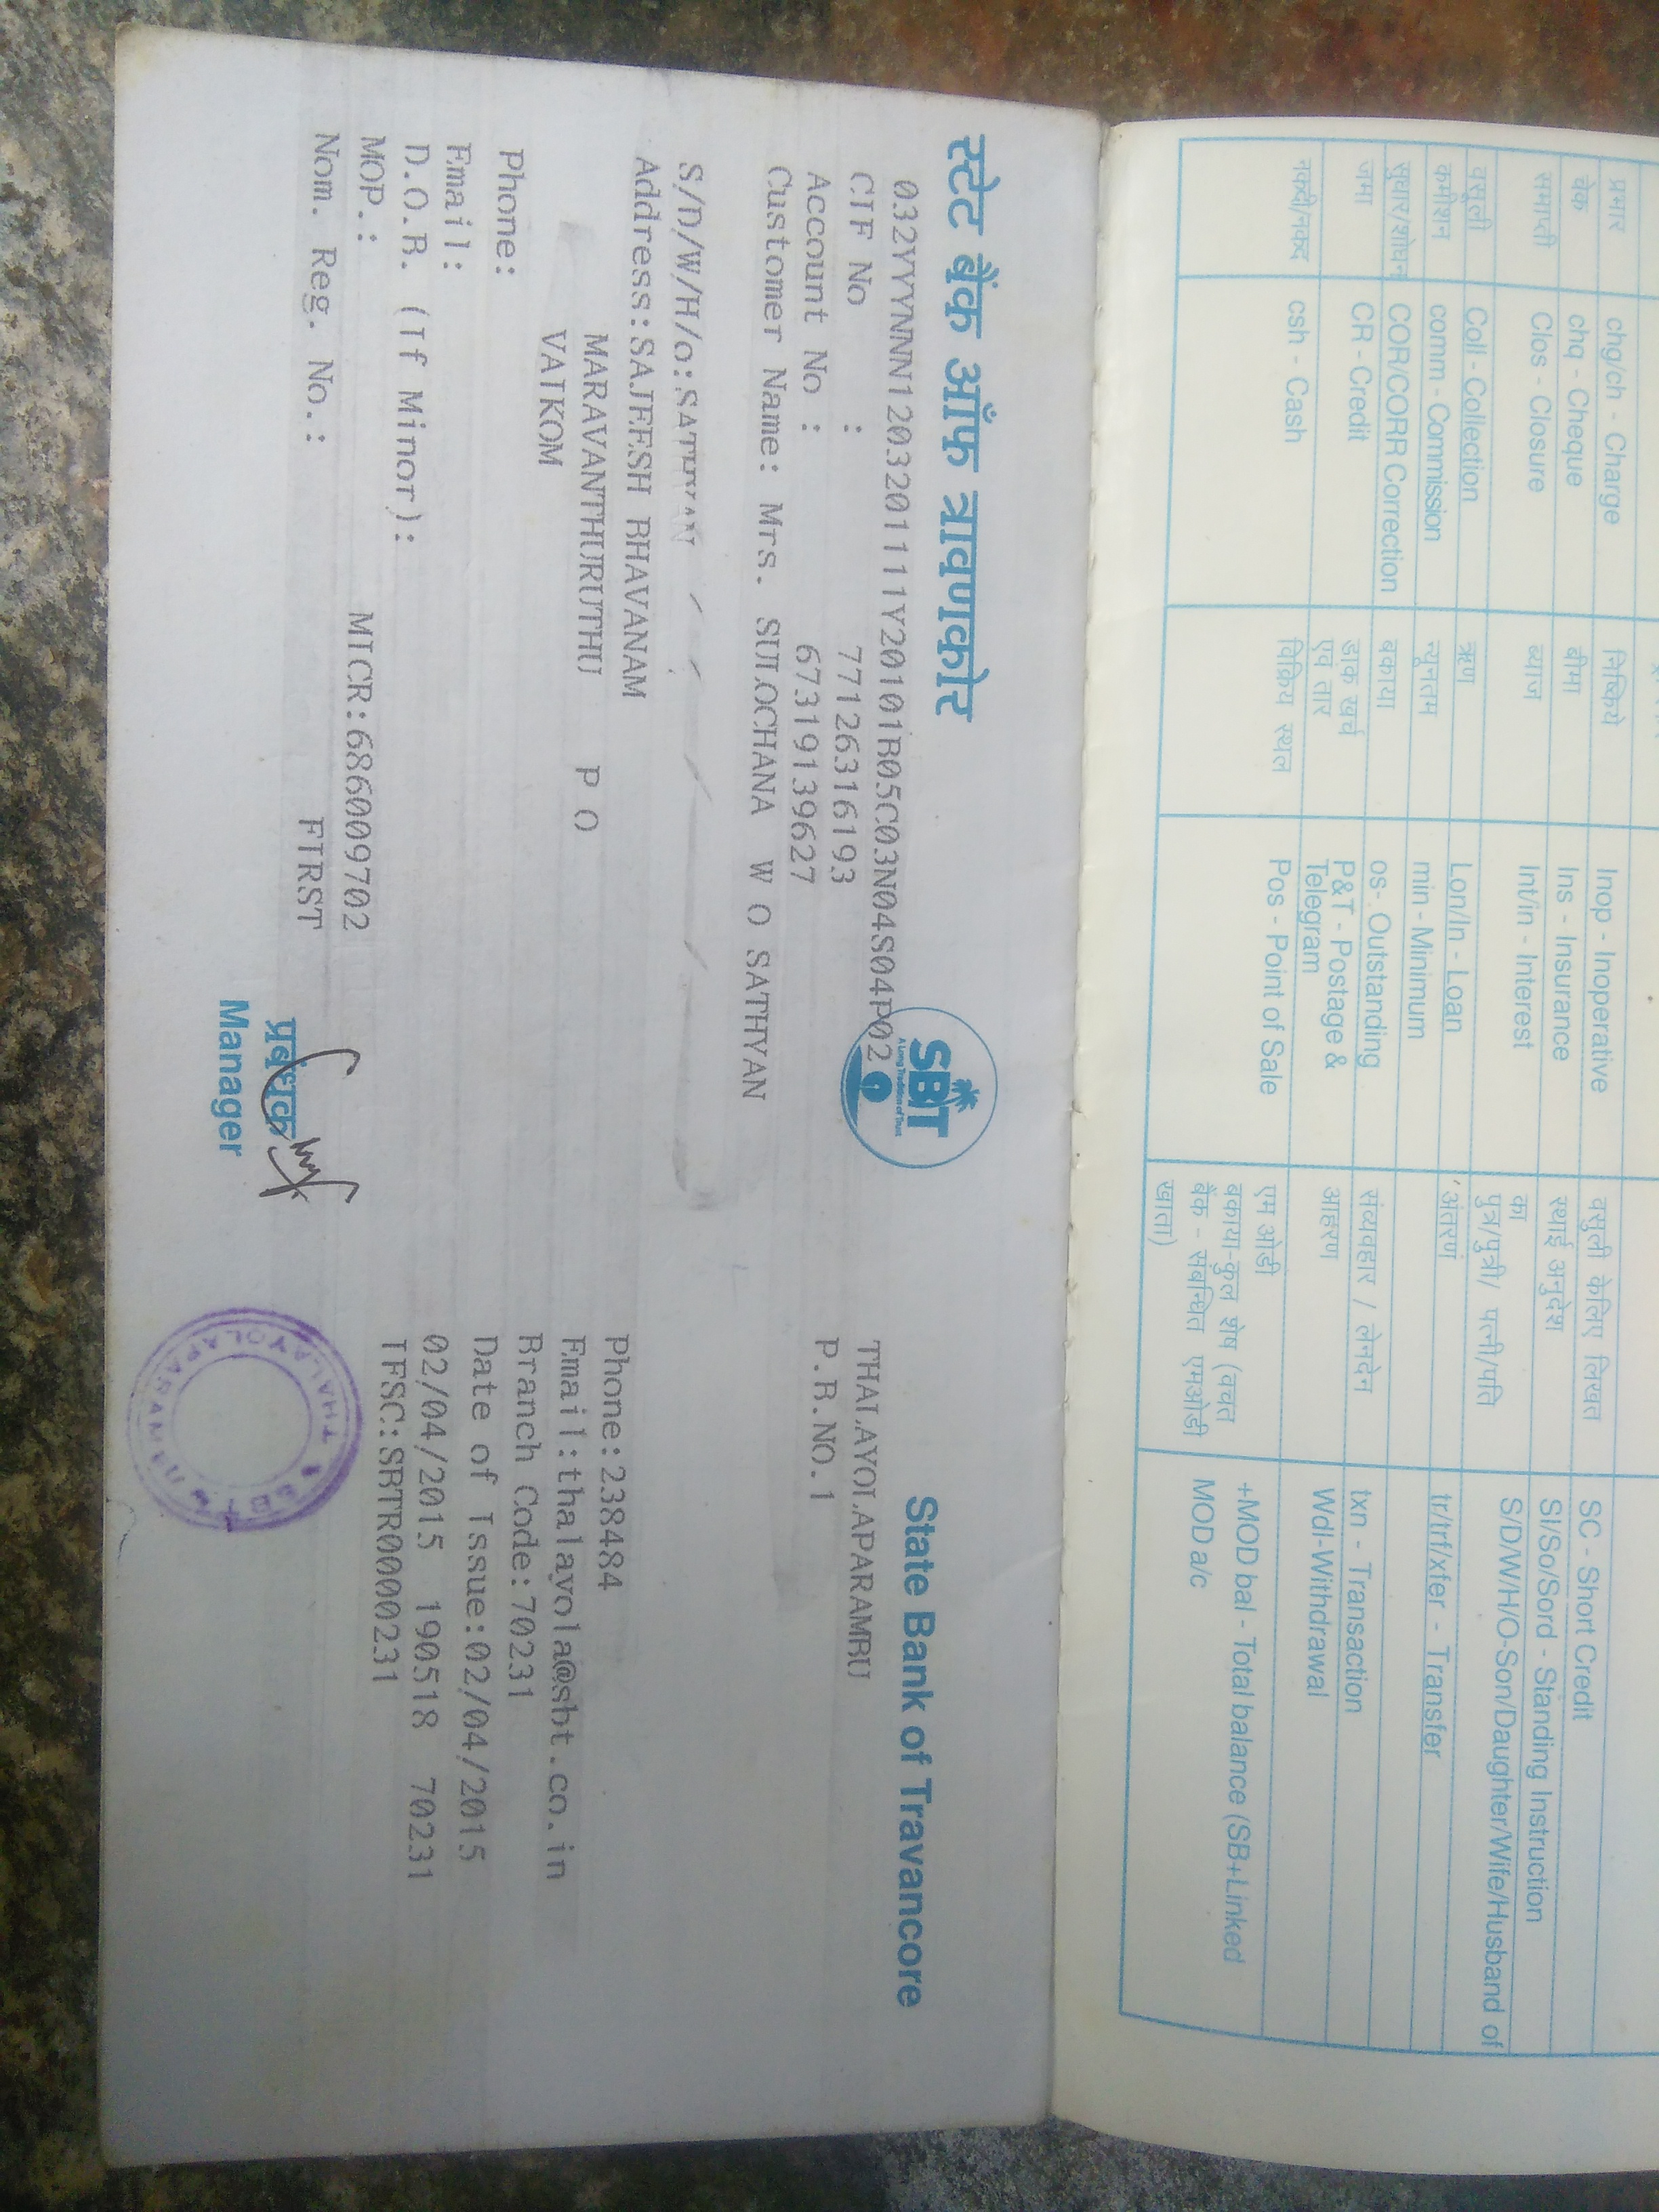 प्रभार chg/ch - Charge निष्किये Inop - Inoperative वसुली केलिए लिखत SC - Short Credit
चेक chq - Cheque बीमा Ins - Insurance स्थाई अनुदेश SI/So/Sord - Standing Instruction
समाप्ती Clos - Closure ब्याज Int/in - Interest का S/D/W/H/O-Son/Daughter/Wife/Husband of
पुत्र/पुत्री/ पत्नी/पति
वसूली Coll - Collection ऋण Lon/ln - Loan अंतरण tr/trf/xfer - Transfer
कमीशन comm - Commission न्यूनतम min - Minimum
सुधार/शोधन COR/CORR Correction बकाया os- Outstanding संव्यवहार / लेनदेन txn - Transaction
जमा CR - Credit डाक खर्च P&T - Postage & आहरण Wdl-Withdrawal
एवं तार Telegram
नकदी/नकद csh - Cash विक्रिय स्थल Pos - Point of Sale एम ओडी +MOD bal - Total balance (SB+Linked
बकाया-कुल शेष (वचत MOD a/c
बैंक - संबन्धित एमओडी
खाता)
स्टेट बैंक ऑफ त्रावणकोर
SBT
A Long Tradition of Trust
State Bank of Travancore
032YYYNNN1203201111Y20101B05C03N04S04P02
THALAYOLAPARAMBU
CIF No : 77126316193
P.B.NO.1
Account No : 67319139627
Customer Name: Mrs. SULOCHANA W O SATHYAN
S/D/W/H/o:SATHYAN
Address:SAJEESH BHAVANAM
MARAVANTHURUTHU P O
VAIKOM
Phone:238484
Email:thalayola@sbt.co.in
Branch Code:70231
Date of Issue:02/04/2015
02/04/2015 190518 70231
IFSC:SBTR0000231
Phone:
Email:
D.O.B. (If Minor):
MOP.: MICR:686009702
Nom. Reg. No.: FIRST
प्रबंधक
Manager
SBT THALAYOLAPARAMBU